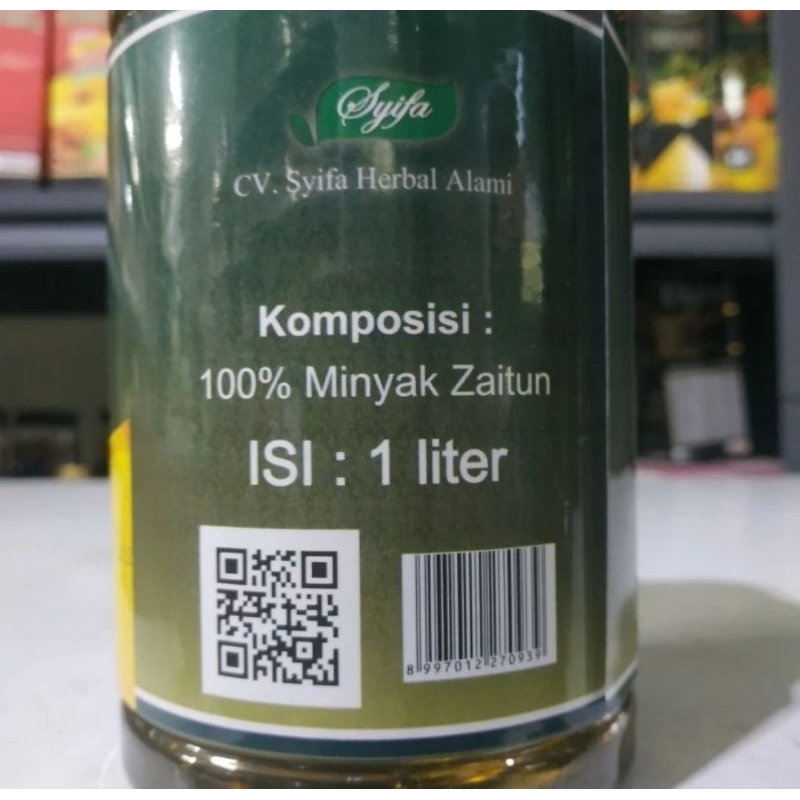 Syifa
CV. Syifa Herbal Alami
Komposisi :
100% Minyak Zaitun
ISI : 1 liter
8 997012 270939